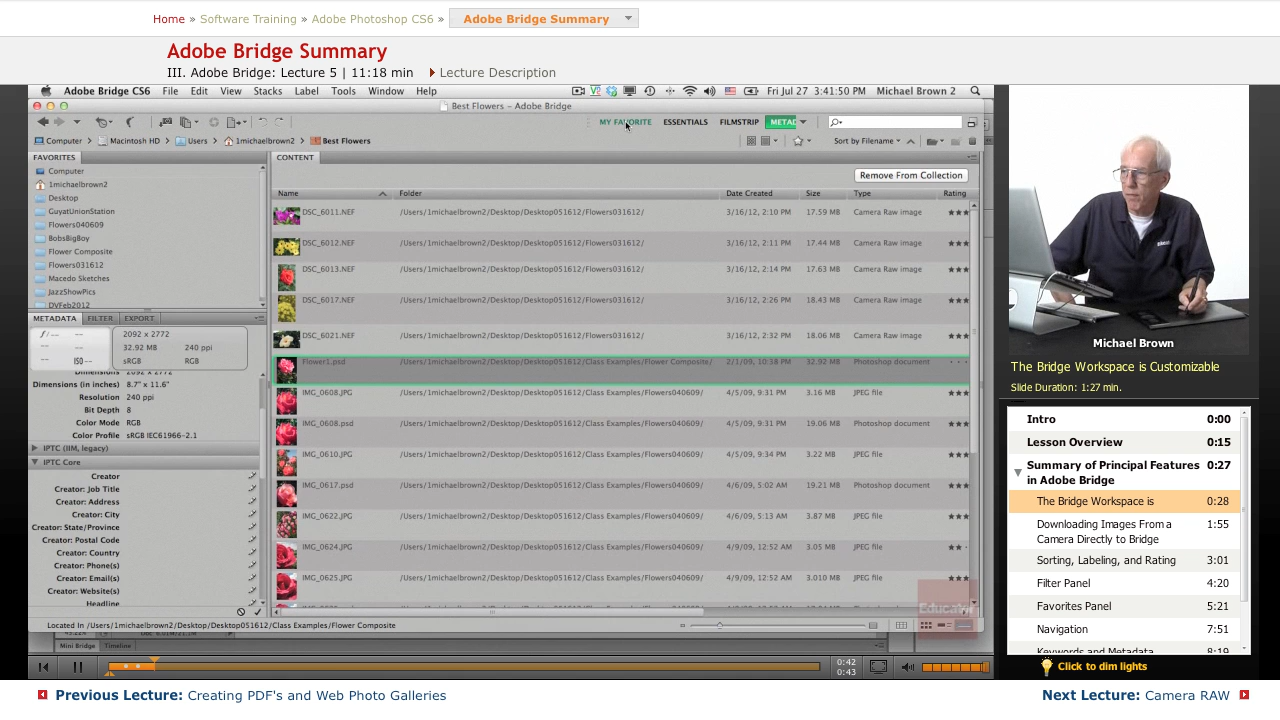 Home » Software Training » Adobe Photoshop CS6 » Adobe Bridge Summary
Adobe Bridge Summary
III. Adobe Bridge: Lecture 5 | 11:18 min Lecture Description
Adobe Bridge CS6 File Edit View Stacks Label Tools Window Help Fri Jul 27 3:41:50 PM Michael Brown 2
Best Flowers – Adobe Bridge
MY FAVORITE ESSENTIALS FILMSTRIP METAD
Computer Macintosh HD Users 1michaelbrown2 Best Flowers Sort by Filename
FAVORITES
Computer
1michaelbrown2
Desktop
GuyatUnionStation
Flowers040609
BobsBigBoy
Flower Composite
Flowers031612
Macedo Sketches
JazzShowPics
DVFeb2012
METADATA FILTER EXPORT
f/-- --
-- --
-- ISO--
2092 x 2772
32.92 MB 240 ppi
sRGB RGB
Dimensions 2092 x 2772
Dimensions (in inches) 8.7" x 11.6"
Resolution 240 ppi
Bit Depth 8
Color Mode RGB
Color Profile sRGB IEC61966-2.1
IPTC (IIM, legacy)
IPTC Core
Creator
Creator: Job Title
Creator: Address
Creator: City
Creator: State/Province
Creator: Postal Code
Creator: Country
Creator: Phone(s)
Creator: Email(s)
Creator: Website(s)
Headline
CONTENT
Remove From Collection
Name Folder Date Created Size Type Rating
DSC_6011.NEF /Users/1michaelbrown2/Desktop/Desktop051612/Flowers031612/ 3/16/12, 2:10 PM 17.59 MB Camera Raw image ★★★
DSC_6012.NEF /Users/1michaelbrown2/Desktop/Desktop051612/Flowers031612/ 3/16/12, 2:11 PM 17.44 MB Camera Raw image ★★★
DSC_6013.NEF /Users/1michaelbrown2/Desktop/Desktop051612/Flowers031612/ 3/16/12, 2:14 PM 17.63 MB Camera Raw image ★★★
DSC_6017.NEF /Users/1michaelbrown2/Desktop/Desktop051612/Flowers031612/ 3/16/12, 2:26 PM 18.43 MB Camera Raw image ★★★
DSC_6021.NEF /Users/1michaelbrown2/Desktop/Desktop051612/Flowers031612/ 3/16/12, 2:32 PM 18.06 MB Camera Raw image ★★★
Flower1.psd /Users/1michaelbrown2/Desktop/Desktop051612/Class Examples/Flower Composite/ 2/1/09, 10:38 PM 32.92 MB Photoshop document
IMG_0608.JPG /Users/1michaelbrown2/Desktop/Desktop051612/Class Examples/Flowers040609/ 4/5/09, 9:31 PM 3.16 MB JPEG file ★★★
IMG_0608.psd /Users/1michaelbrown2/Desktop/Desktop051612/Class Examples/Flowers040609/ 4/5/09, 9:31 PM 19.06 MB Photoshop document ★★★
IMG_0610.JPG /Users/1michaelbrown2/Desktop/Desktop051612/Class Examples/Flowers040609/ 4/5/09, 9:34 PM 3.22 MB JPEG file ★★★
IMG_0617.psd /Users/1michaelbrown2/Desktop/Desktop051612/Class Examples/Flowers040609/ 4/6/09, 5:02 AM 19.21 MB Photoshop document ★★★
IMG_0622.JPG /Users/1michaelbrown2/Desktop/Desktop051612/Class Examples/Flowers040609/ 4/6/09, 5:13 AM 3.87 MB JPEG file ★★★
IMG_0624.JPG /Users/1michaelbrown2/Desktop/Desktop051612/Class Examples/Flowers040609/ 4/9/09, 12:52 AM 3.05 MB JPEG file ★★
IMG_0625.JPG /Users/1michaelbrown2/Desktop/Desktop051612/Class Examples/Flowers040609/ 4/9/09, 12:52 AM 3.010 MB JPEG file ★★★
Located In /Users/1michaelbrown2/Desktop/Desktop051612/Class Examples/Flower Composite
Mini Bridge Timeline
0:42
0:43
Michael Brown
The Bridge Workspace is Customizable
Slide Duration: 1:27 min.
Intro 0:00
Lesson Overview 0:15
Summary of Principal Features 0:27
in Adobe Bridge
The Bridge Workspace is 0:28
Downloading Images From a 1:55
Camera Directly to Bridge
Sorting, Labeling, and Rating 3:01
Filter Panel 4:20
Favorites Panel 5:21
Navigation 7:51
Keywords and Metadata 8:19
Click to dim lights
Previous Lecture: Creating PDF's and Web Photo Galleries
Next Lecture: Camera RAW